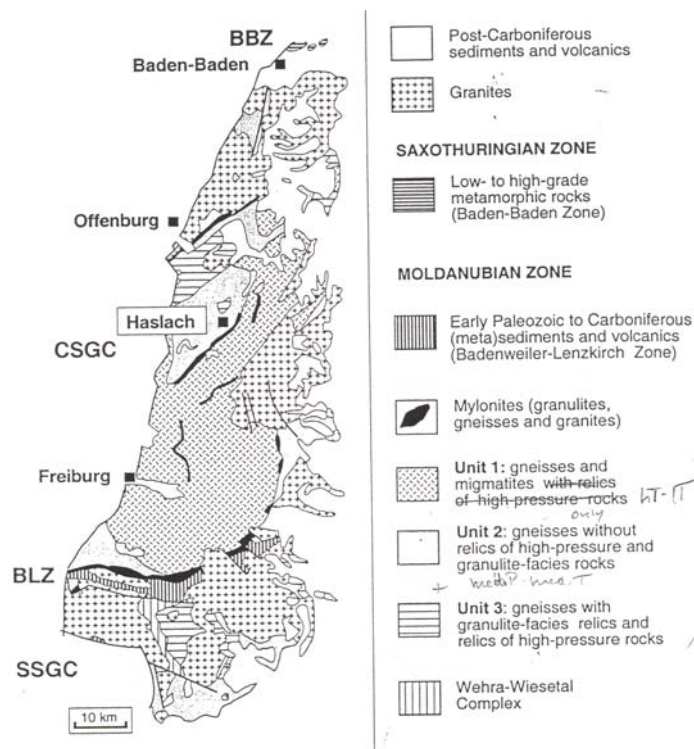 BBZ
Baden-Baden
Offenburg
Haslach
CSGC
Freiburg
BLZ
SSGC
10 km
Post-Carboniferous
sediments and volcanics
Granites
SAXOTHURINGIAN ZONE
Low- to high-grade
metamorphic rocks
(Baden-Baden Zone)
MOLDANUBIAN ZONE
Early Paleozoic to Carboniferous
(meta)sediments and volcanics
(Badenweiler-Lenzkirch Zone)
Mylonites (granulites,
gneisses and granites)
Unit 1: gneisses and
migmatites with relics
of high-pressure rocks
only
Unit 2: gneisses without
relics of high-pressure and
granulite-facies rocks
+
Unit 3: gneisses with
granulite-facies relics and
relics of high-pressure rocks
Wehra-Wiesetal
Complex